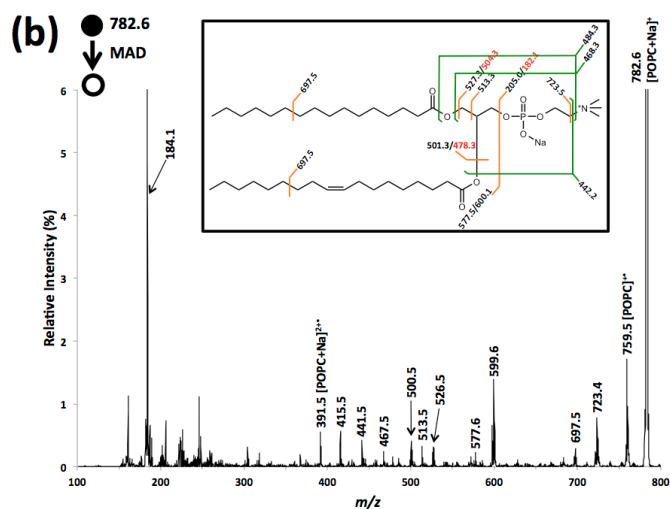 (b)
782.6
MAD
782.6
[POPC+Na]⁺
697.5
527.3/504.3
513.3
205.0/182.1
723.5
484.3
468.3
O
O
O
O
P
O
O
O
Na
N
+
501.3/478.3
697.5
O
O
577.5/600.1
442.2
Relative Intensity (%)
6
5
4
3
2
1
0
184.1
391.5 [POPC+Na]²⁺•
415.5
441.5
467.5
500.5
513.5
526.5
577.6
599.6
697.5
723.4
759.5 [POPC]⁺•
100 200 300 400 500 600 700 800
m/z